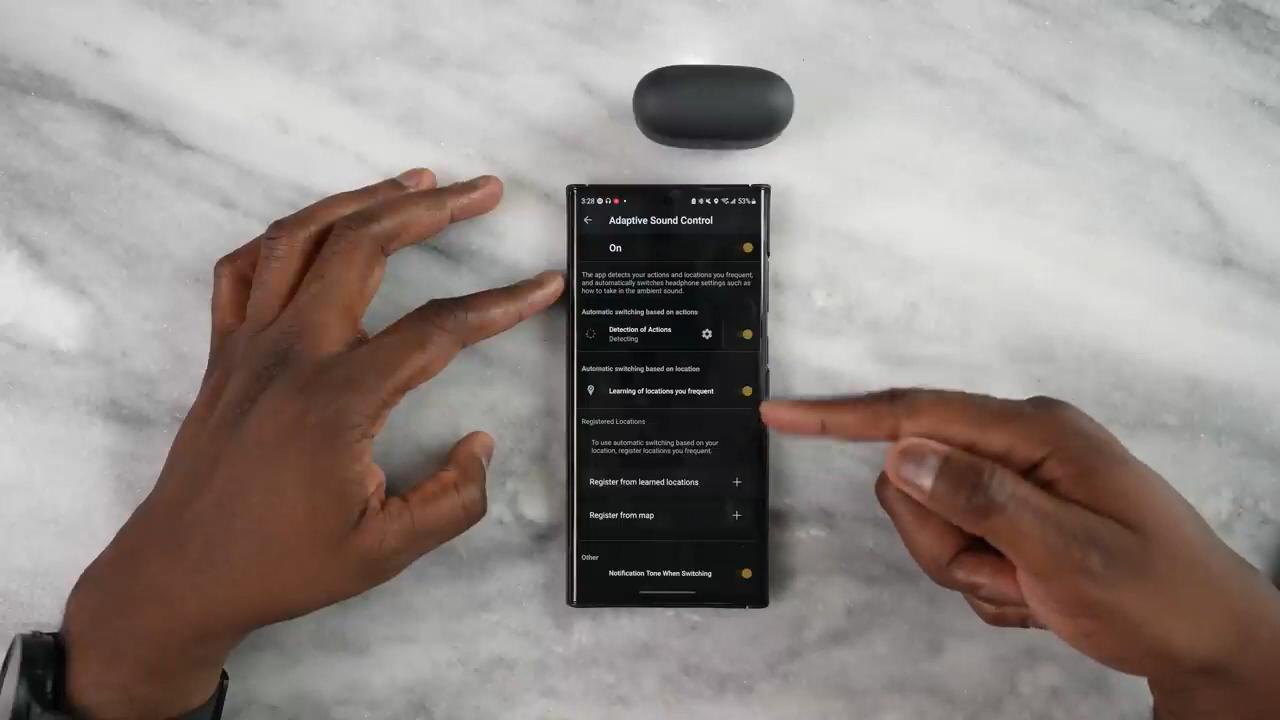 3:28
53%
Adaptive Sound Control
On
The app detects your actions and locations you frequent,
and automatically switches headphone settings such as
how to take in the ambient sound.
Automatic switching based on actions
Detection of Actions
Detecting
Automatic switching based on location
Learning of locations you frequent
Registered Locations
To use automatic switching based on your
location, register locations you frequent.
Register from learned locations
Register from map
Other
Notification Tone When Switching